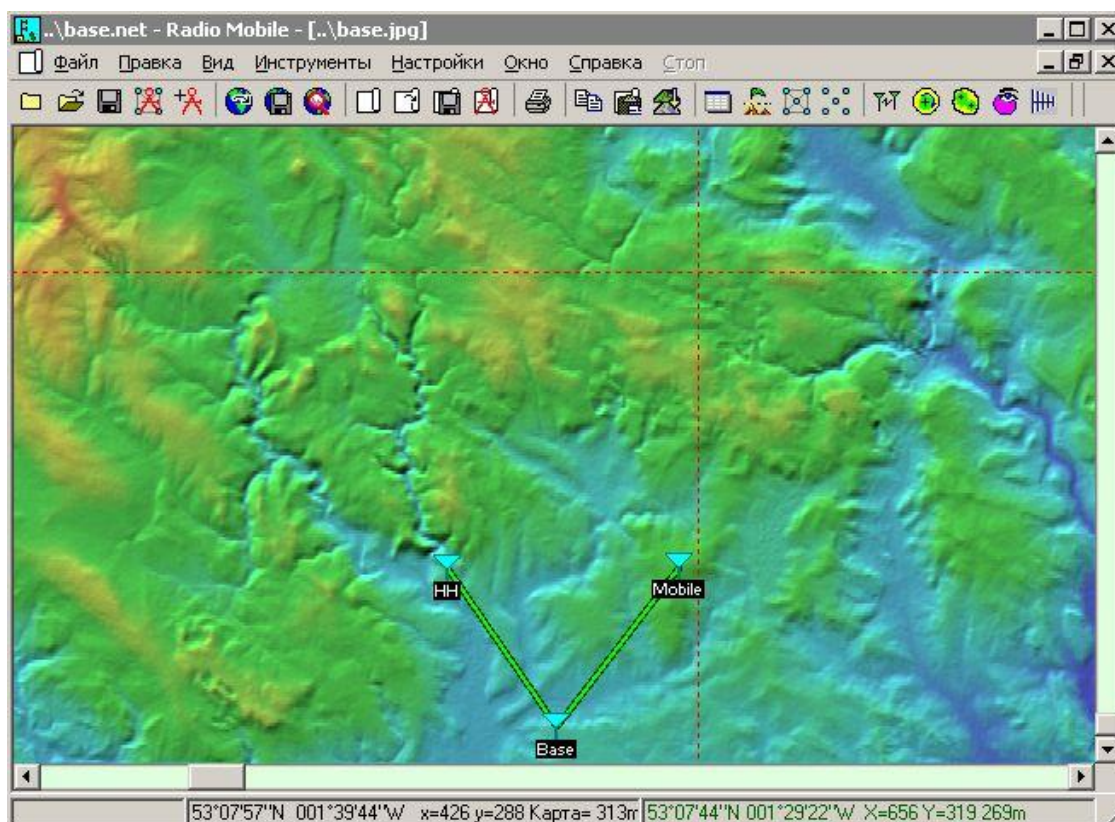 ..\base.net - Radio Mobile - [..\base.jpg]
Файл Правка Вид Инструменты Настройки Окно Справка Стоп
HH
Mobile
Base
53°07'57''N 001°39'44''W x=426 y=288 Карта= 313m
53°07'44''N 001°29'22''W X=656 Y=319 269m